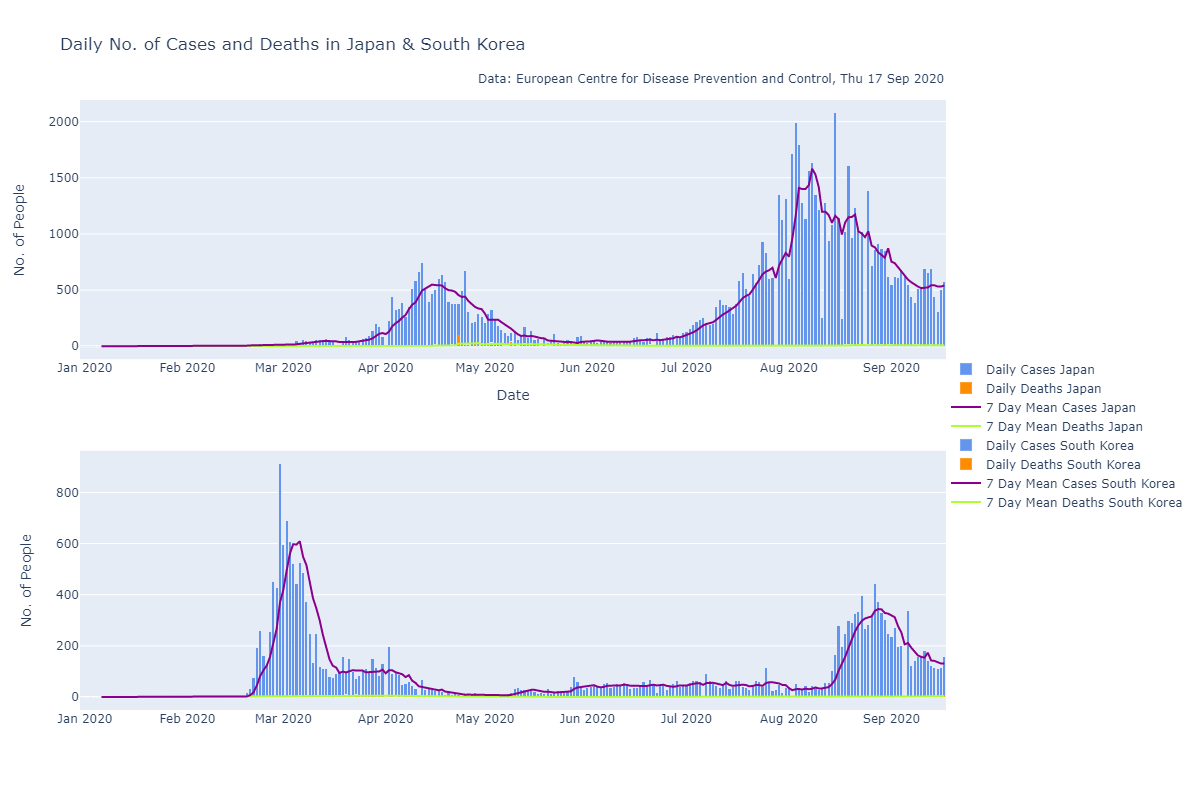 Daily No. of Cases and Deaths in Japan & South Korea
Data: European Centre for Disease Prevention and Control, Thu 17 Sep 2020
No. of People
2000
1500
1000
500
0
Jan 2020 Feb 2020 Mar 2020 Apr 2020 May 2020 Jun 2020 Jul 2020 Aug 2020 Sep 2020
Date
Daily Cases Japan
Daily Deaths Japan
7 Day Mean Cases Japan
7 Day Mean Deaths Japan
Daily Cases South Korea
Daily Deaths South Korea
7 Day Mean Cases South Korea
7 Day Mean Deaths South Korea
No. of People
800
600
400
200
0
Jan 2020 Feb 2020 Mar 2020 Apr 2020 May 2020 Jun 2020 Jul 2020 Aug 2020 Sep 2020